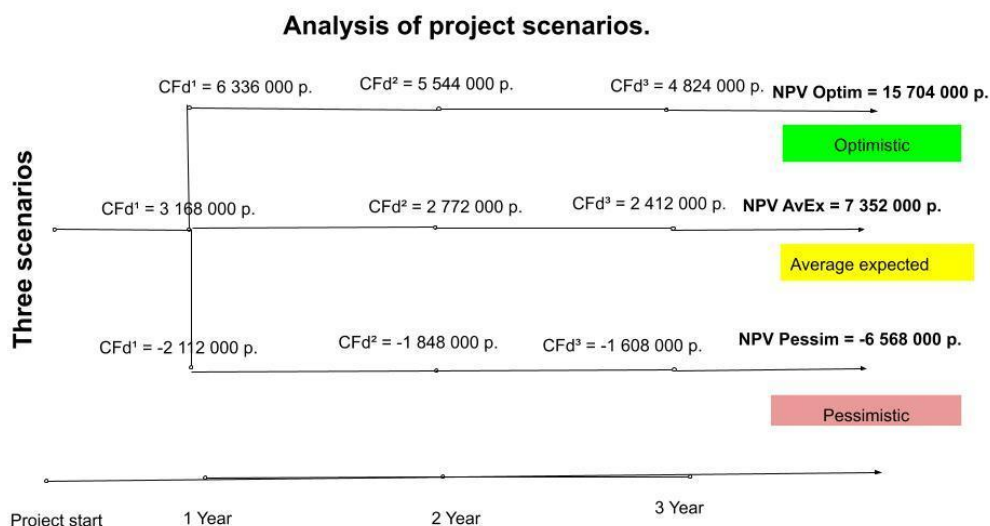 Analysis of project scenarios.
CFd¹ = 6 336 000 p.
CFd² = 5 544 000 p.
CFd³ = 4 824 000 p.
NPV Optim = 15 704 000 p.
Optimistic
Three scenarios
CFd¹ = 3 168 000 p.
CFd² = 2 772 000 p.
CFd³ = 2 412 000 p.
NPV AvEx = 7 352 000 p.
Average expected
CFd¹ = -2 112 000 p.
CFd² = -1 848 000 p.
CFd³ = -1 608 000 p.
NPV Pessim = -6 568 000 p.
Pessimistic
Project start
1 Year
2 Year
3 Year